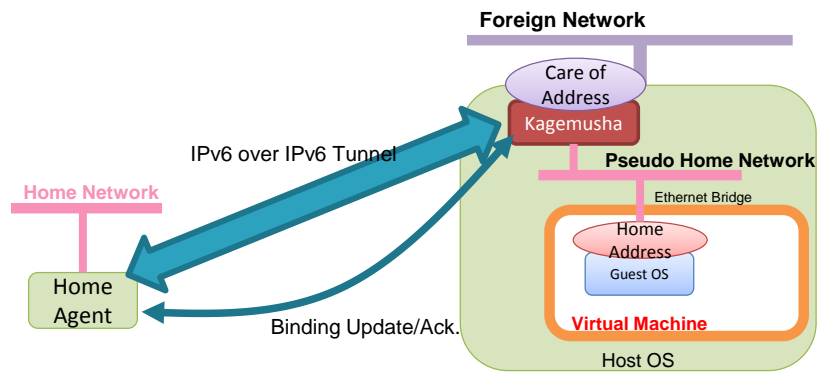 Foreign Network
Care of
Address
Kagemusha
IPv6 over IPv6 Tunnel
Pseudo Home Network
Home Network
Ethernet Bridge
Home
Address
Guest OS
Home
Agent
Binding Update/Ack.
Virtual Machine
Host OS